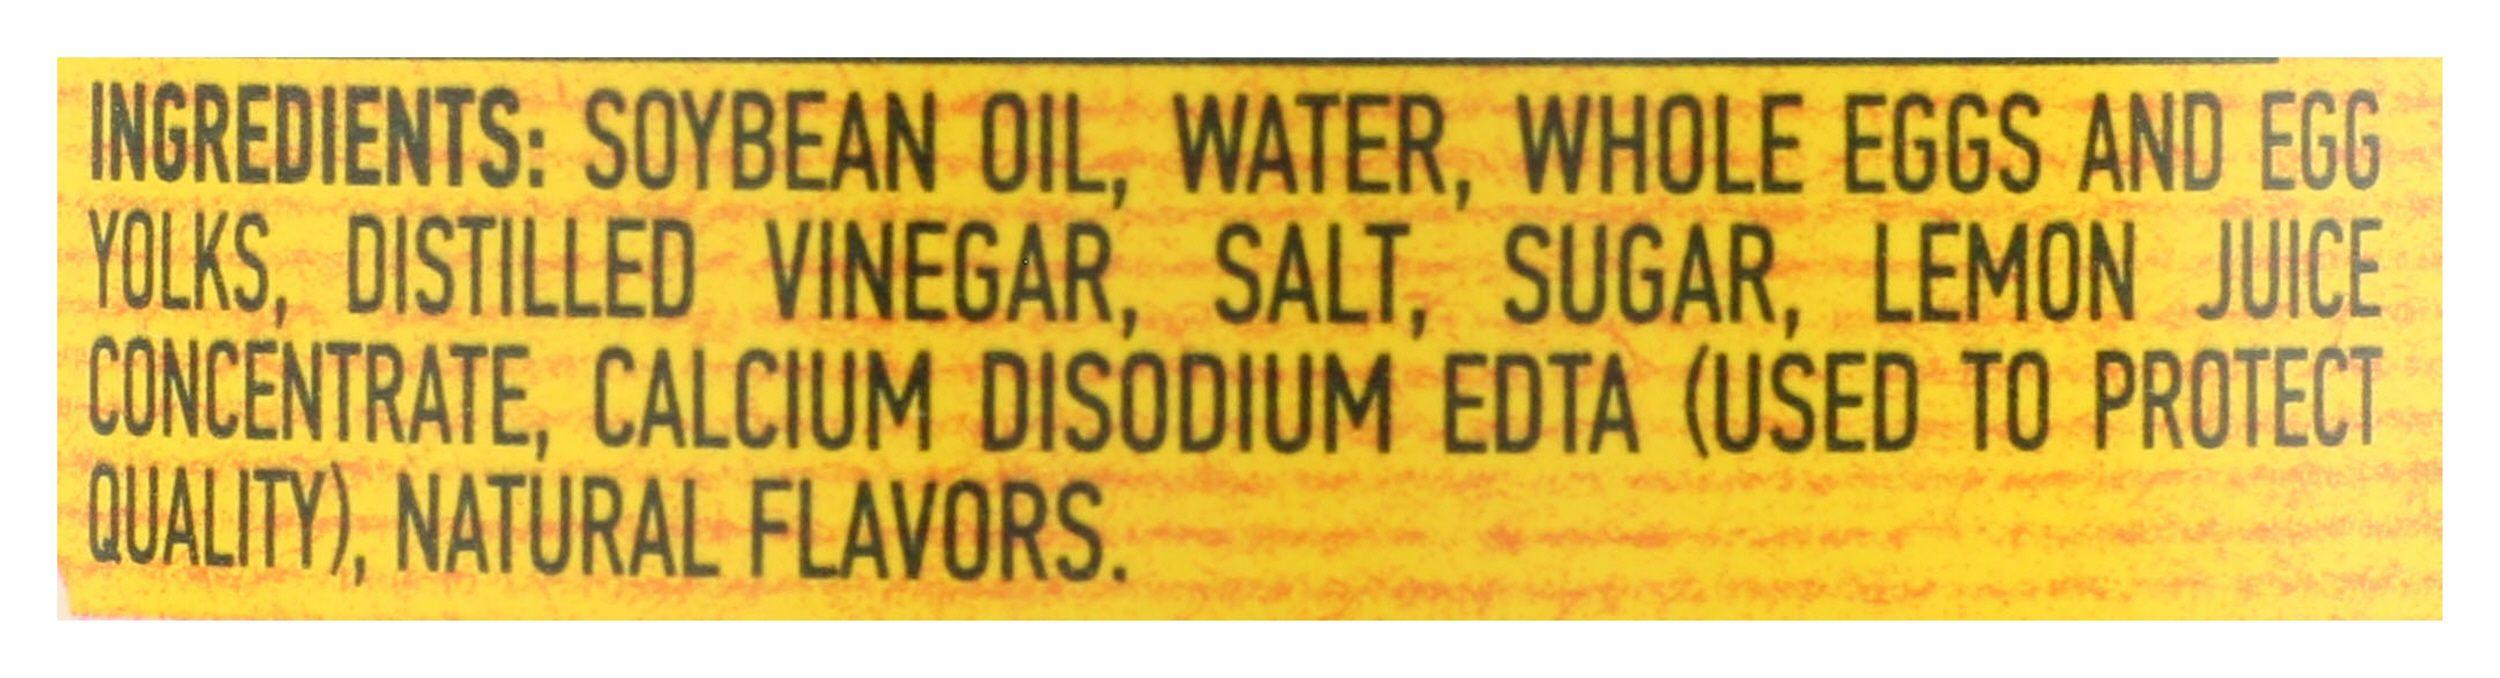 INGREDIENTS: SOYBEAN OIL, WATER, WHOLE EGGS AND EGG
YOLKS, DISTILLED VINEGAR, SALT, SUGAR, LEMON JUICE
CONCENTRATE, CALCIUM DISODIUM EDTA (USED TO PROTECT
QUALITY), NATURAL FLAVORS.